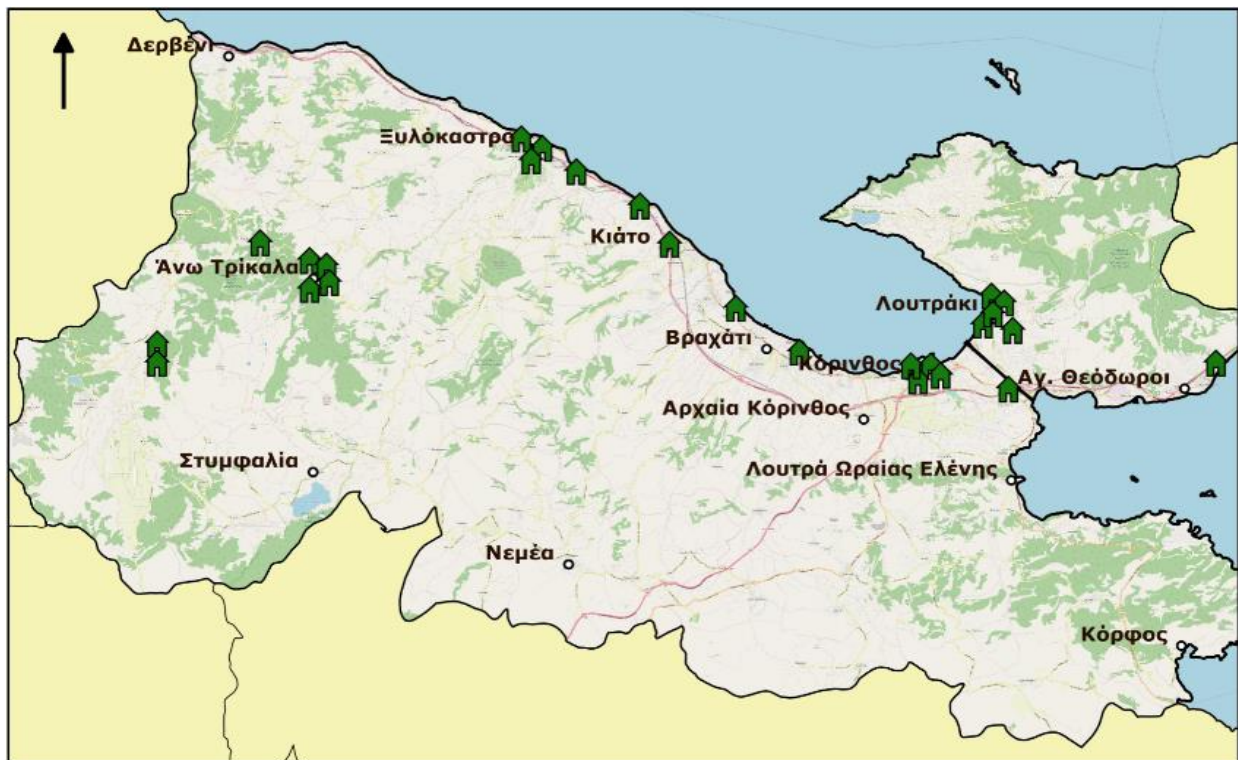 Δερβένι
Ξυλόκαστρο
Κιάτο
Άνω Τρίκαλα
Λουτράκι
Βραχάτι
Κόρινθος
Αγ. Θεόδωροι
Αρχαία Κόρινθος
Στυμφαλία
Λουτρά Ωραίας Ελένης
Νεμέα
Κόρφος